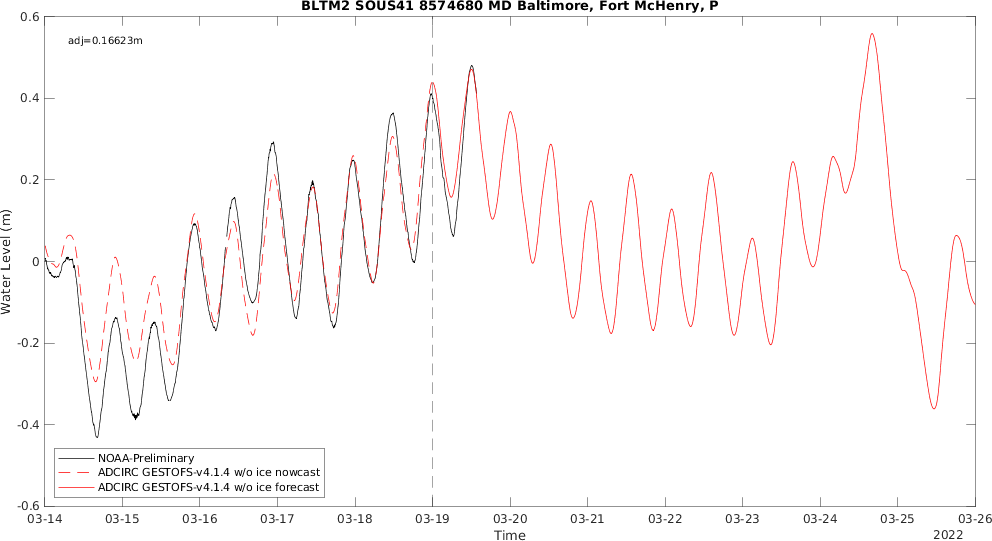 BLTM2 SOUS41 8574680 MD Baltimore, Fort McHenry, P
adj=0.16623m
0.6
0.4
0.2
0
-0.2
-0.4
-0.6
Water Level (m)
NOAA-Preliminary
ADCIRC GESTOFS-v4.1.4 w/o ice nowcast
ADCIRC GESTOFS-v4.1.4 w/o ice forecast
03-14 03-15 03-16 03-17 03-18 03-19 03-20 03-21 03-22 03-23 03-24 03-25 03-26
Time
2022